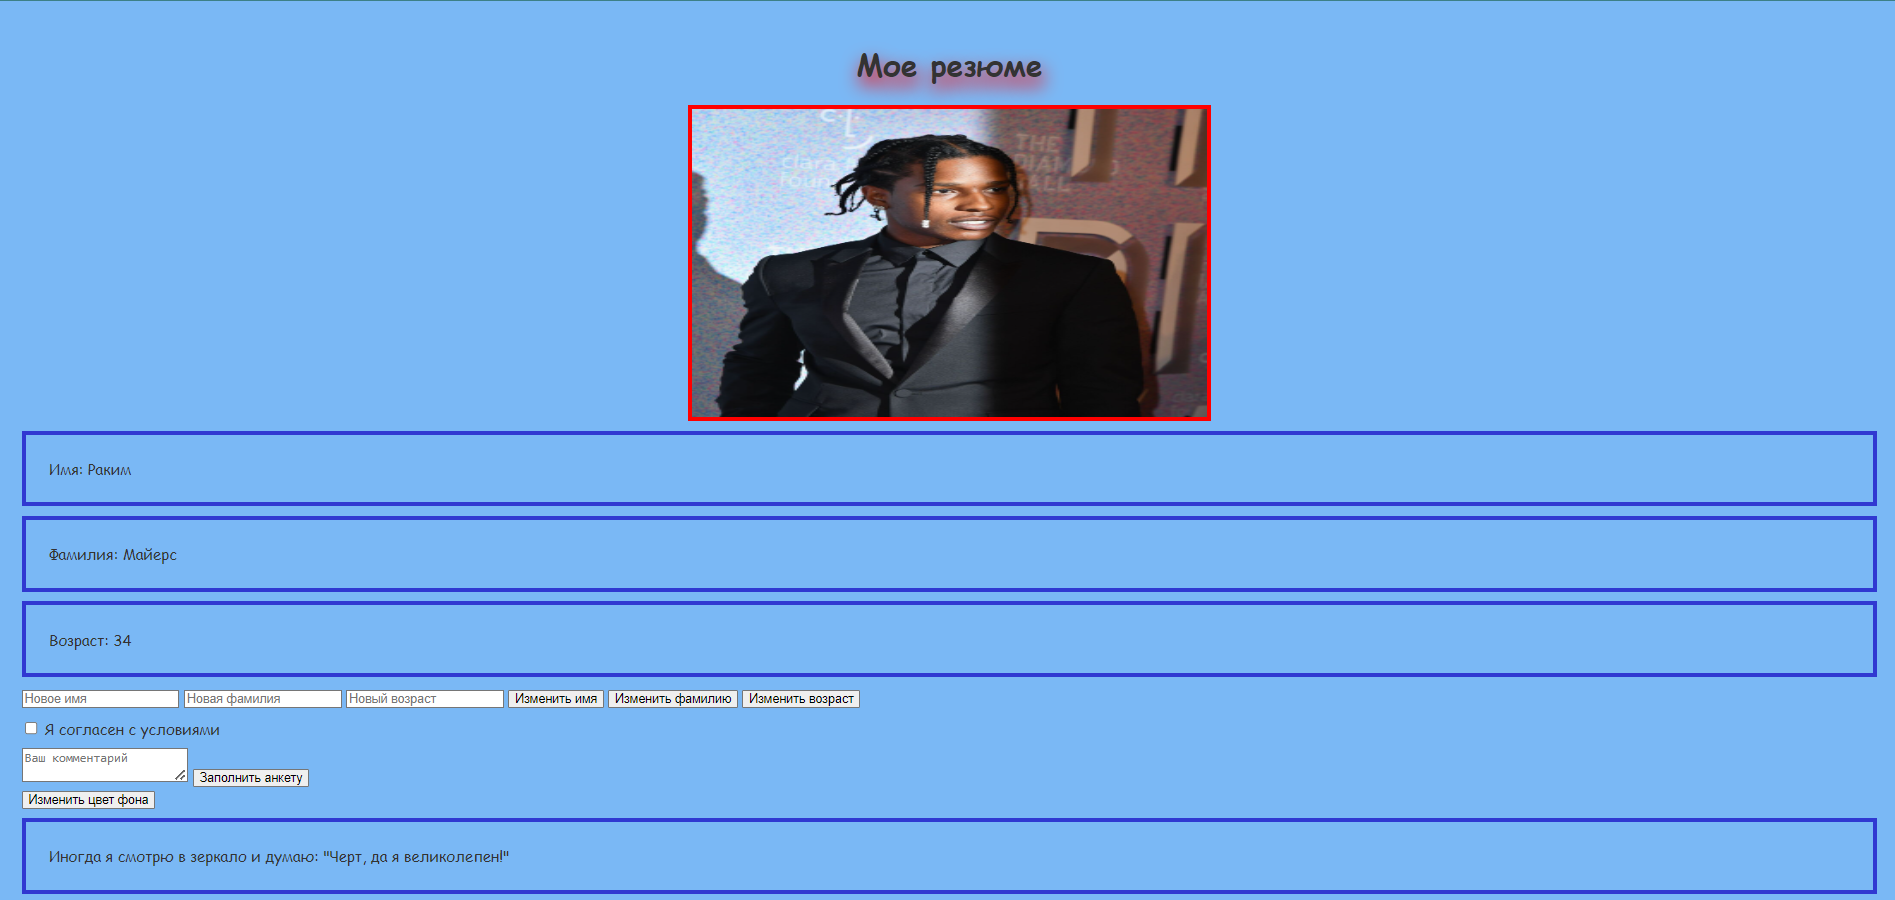 Мое резюме
THE
Имя: Раким
Фамилия: Майерс
Возраст: 34
Новое имя Новая фамилия Новый возраст Изменить имя Изменить фамилию Изменить возраст
Я согласен с условиями
Ваш комментарий Заполнить анкету
Изменить цвет фона
Иногда я смотрю в зеркало и думаю: "Черт, да я великолепен!"